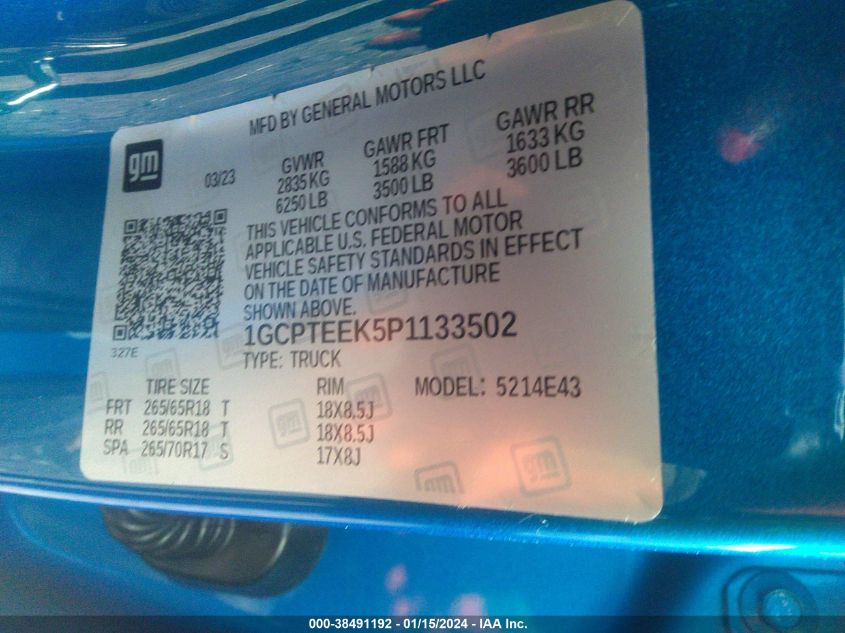 MFD BY GENERAL MOTORS LLC
gm
03/23
GVWR GAWR FRT GAWR RR
2835 KG 1588 KG 1633 KG
6250 LB 3500 LB 3600 LB
THIS VEHICLE CONFORMS TO ALL
APPLICABLE U.S. FEDERAL MOTOR
VEHICLE SAFETY STANDARDS IN EFFECT
ON THE DATE OF MANUFACTURE
SHOWN ABOVE.
1GCPTEEK5P1133502
327E
TYPE: TRUCK
TIRE SIZE RIM MODEL: 5214E43
FRT 265/65R18 T 18X8.5J
RR 265/65R18 T 18X8.5J
SPA 265/70R17 S 17X8J
000-38491192 - 01/15/2024 - IAA Inc.